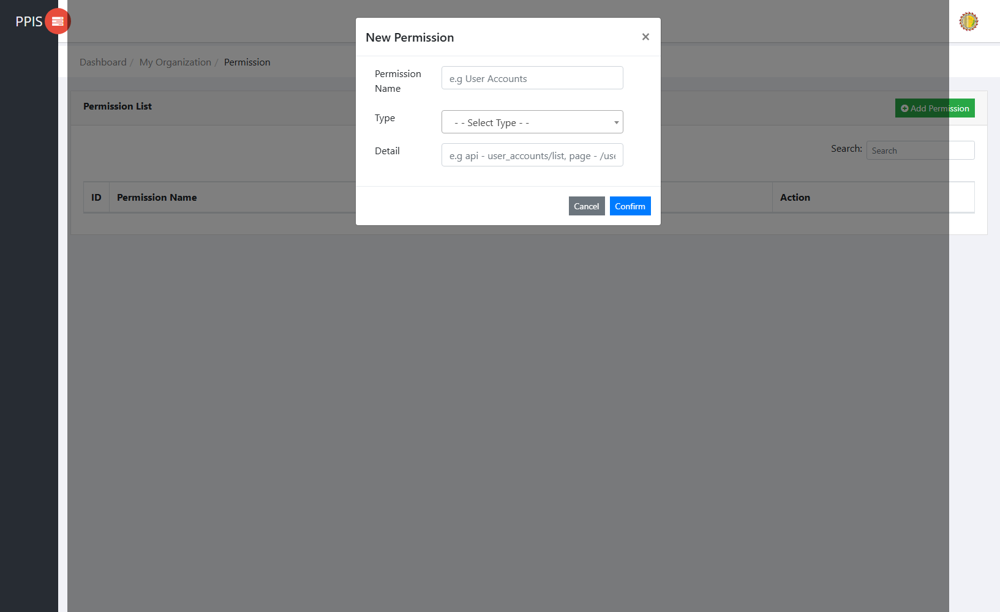 PPIS
New Permission
×
Dashboard / My Organization / Permission
Permission Name
e.g User Accounts
Permission List
Add Permission
Type
- - Select Type - -
Search:
Search
Detail
e.g api - user_accounts/list, page - /use
ID
Permission Name
Action
Cancel
Confirm